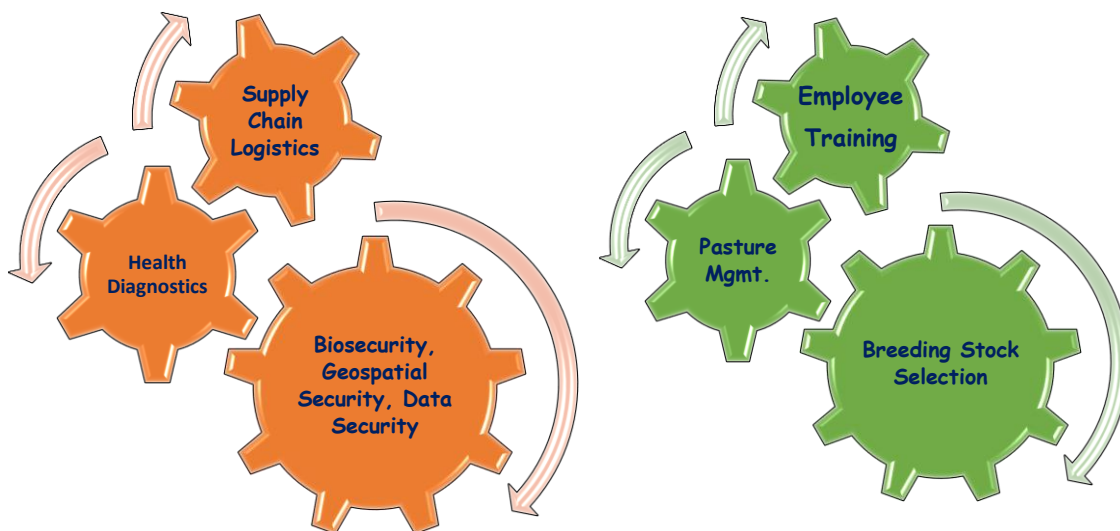 Supply
Chain
Logistics
Health
Diagnostics
Biosecurity,
Geospatial
Security, Data
Security
Employee
Training
Pasture
Mgmt.
Breeding Stock
Selection